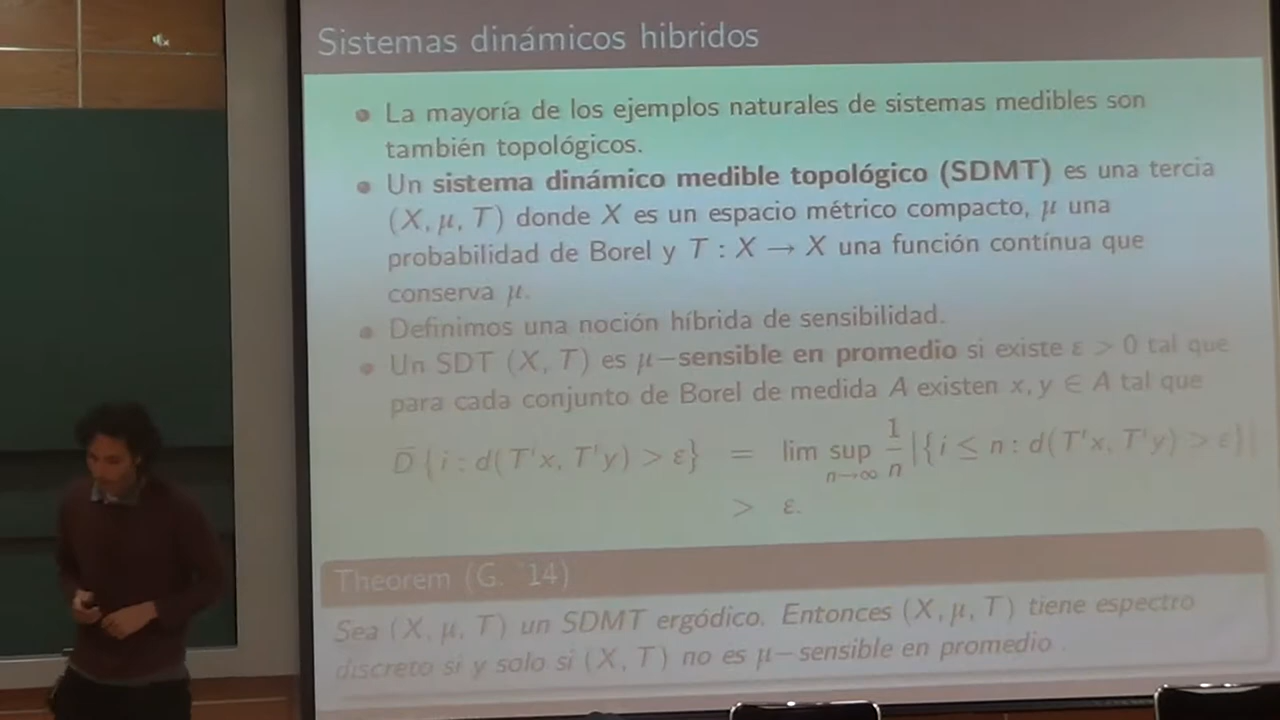 Sistemas dinámicos hibridos
La mayoría de los ejemplos naturales de sistemas medibles son
también topológicos.
Un sistema dinámico medible topológico (SDMT) es una tercia
(X, μ, T) donde X es un espacio métrico compacto, μ una
probabilidad de Borel y T : X → X una función contínua que
conserva μ.
Definimos una noción híbrida de sensibilidad.
Un SDT (X, T) es μ−sensible en promedio si existe ε > 0 tal que
para cada conjunto de Borel de medida A existen x, y ∈ A tal que
D̄ {i : d(Tⁱx, Tⁱy) > ε} = lim sup 1/n |{i ≤ n : d(Tⁱx, Tⁱy) > ε}|
n→∞
> ε.
Theorem (G. `14)
Sea (X, μ, T) un SDMT ergódico. Entonces (X, μ, T) tiene espectro
discreto si y solo si (X, T) no es μ−sensible en promedio .